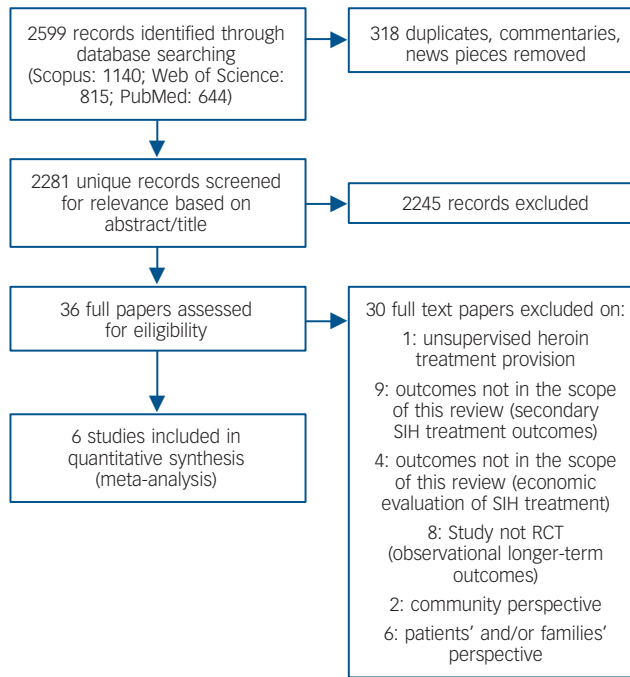 2599 records identified through
database searching
(Scopus: 1140; Web of Science:
815; PubMed: 644)
318 duplicates, commentaries,
news pieces removed
2281 unique records screened
for relevance based on
abstract/title
2245 records excluded
36 full papers assessed
for eiligibility
30 full text papers excluded on:
1: unsupervised heroin
treatment provision
9: outcomes not in the scope
of this review (secondary
SIH treatment outcomes)
4: outcomes not in the scope
of this review (economic
evaluation of SIH treatment)
8: Study not RCT
(observational longer-term
outcomes)
2: community perspective
6: patients’ and/or families’
perspective
6 studies included in
quantitative synthesis
(meta-analysis)